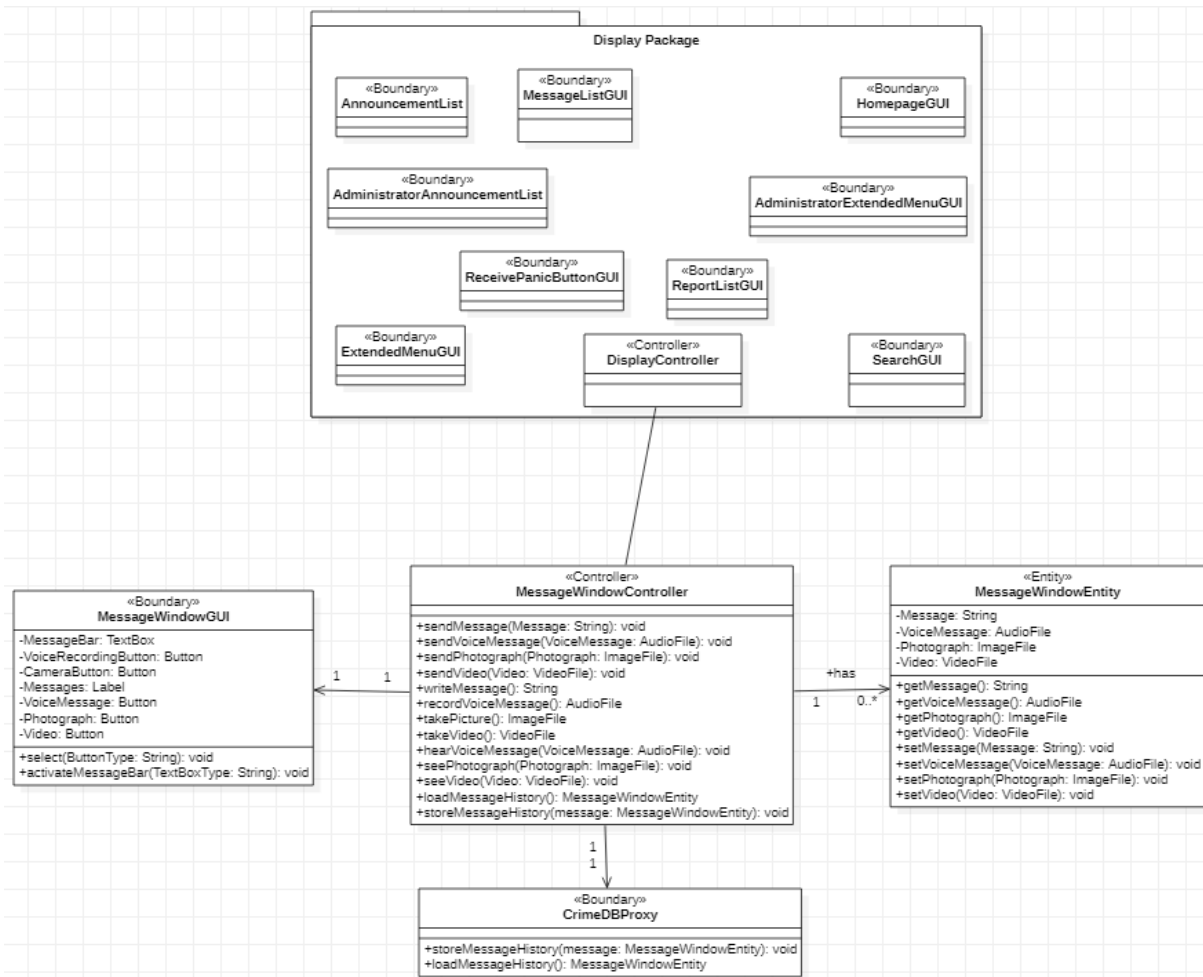 Display Package
«Boundary»
AnnouncementList
«Boundary»
MessageListGUI
«Boundary»
HomepageGUI
«Boundary»
AdministratorAnnouncementList
«Boundary»
AdministratorExtendedMenuGUI
«Boundary»
ReceivePanicButtonGUI
«Boundary»
ReportListGUI
«Boundary»
ExtendedMenuGUI
«Controller»
DisplayController
«Boundary»
SearchGUI
«Boundary»
MessageWindowGUI
-MessageBar: TextBox
-VoiceRecordingButton: Button
-CameraButton: Button
-Messages: Label
-VoiceMessage: Button
-Photograph: Button
-Video: Button
+select(ButtonType: String): void
+activateMessageBar(TextBoxType: String): void
1
1
«Controller»
MessageWindowController
+sendMessage(Message: String): void
+sendVoiceMessage(VoiceMessage: AudioFile): void
+sendPhotograph(Photograph: ImageFile): void
+sendVideo(Video: VideoFile): void
+writeMessage(): String
+recordVoiceMessage(): AudioFile
+takePicture(): ImageFile
+takeVideo(): VideoFile
+hearVoiceMessage(VoiceMessage: AudioFile): void
+seePhotograph(Photograph: ImageFile): void
+seeVideo(Video: VideoFile): void
+loadMessageHistory(): MessageWindowEntity
+storeMessageHistory(message: MessageWindowEntity): void
+has
1
0..*
«Entity»
MessageWindowEntity
-Message: String
-VoiceMessage: AudioFile
-Photograph: ImageFile
-Video: VideoFile
+getMessage(): String
+getVoiceMessage(): AudioFile
+getPhotograph(): ImageFile
+getVideo(): VideoFile
+setMessage(Message: String): void
+setVoiceMessage(VoiceMessage: AudioFile): void
+setPhotograph(Photograph: ImageFile): void
+setVideo(Video: VideoFile): void
1
1
«Boundary»
CrimeDBProxy
+storeMessageHistory(message: MessageWindowEntity): void
+loadMessageHistory(): MessageWindowEntity